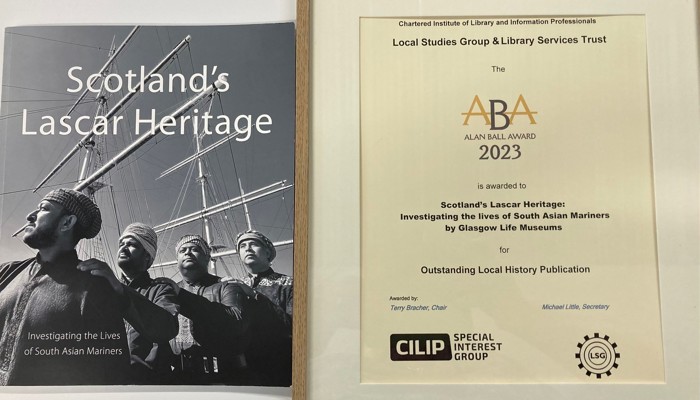 Scotland's
Lascar Heritage
Investigating the Lives
of South Asian Mariners
Chartered Institute of Library and Information Professionals
Local Studies Group & Library Services Trust
The
ABA
ALAN BALL AWARD
2023
is awarded to
Scotland's Lascar Heritage:
Investigating the lives of South Asian Mariners
by Glasgow Life Museums
for
Outstanding Local History Publication
Awarded by:
Terry Bracher, Chair
Michael Little, Secretary
CILIP
SPECIAL
INTEREST
GROUP
LSG